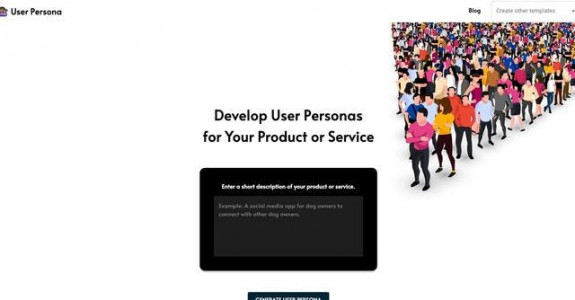 User Persona
Blog
Create other templates
Develop User Personas
for Your Product or Service
Enter a short description of your product or service.
Example: A social media app for dog owners to
connect with other dog owners.
GENERATE USER PERSONA